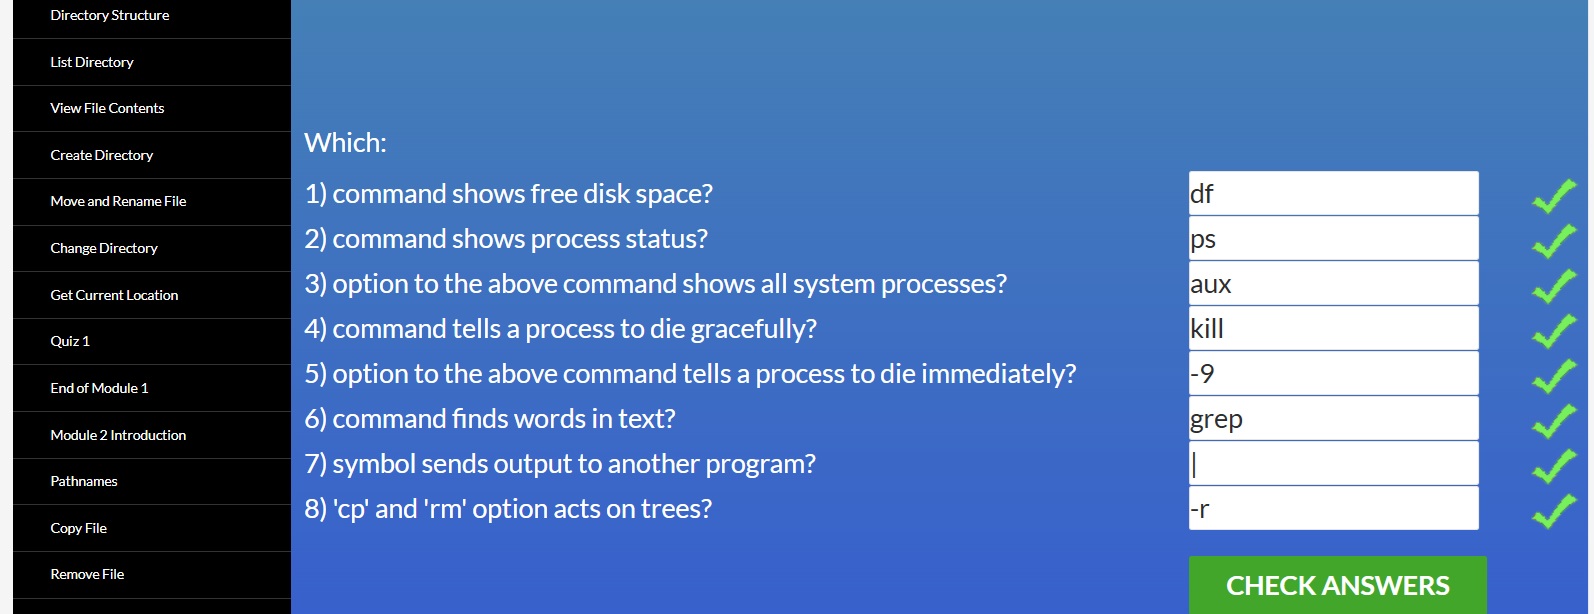 Directory Structure
List Directory
View File Contents
Create Directory
Move and Rename File
Change Directory
Get Current Location
Quiz 1
End of Module 1
Module 2 Introduction
Pathnames
Copy File
Remove File
Which:
1) command shows free disk space? df
2) command shows process status? ps
3) option to the above command shows all system processes? aux
4) command tells a process to die gracefully? kill
5) option to the above command tells a process to die immediately? -9
6) command finds words in text? grep
7) symbol sends output to another program? |
8) 'cp' and 'rm' option acts on trees? -r
CHECK ANSWERS